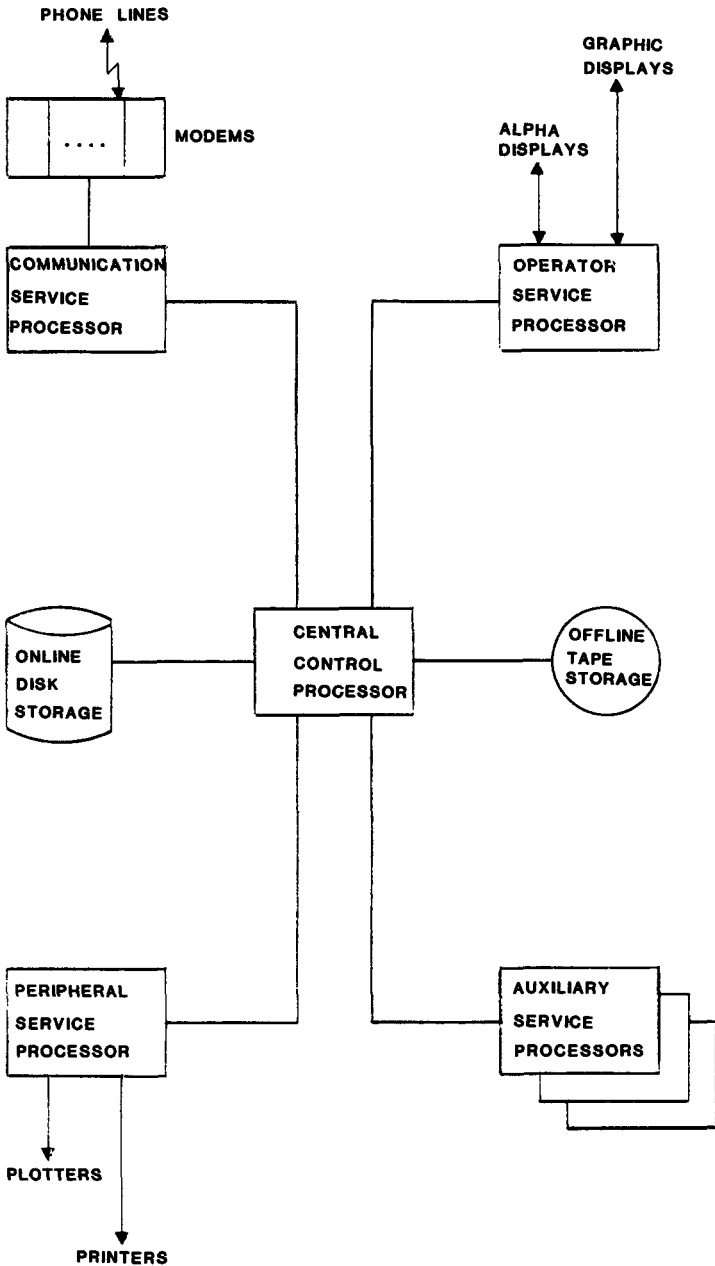 PHONE LINES
GRAPHIC
DISPLAYS
....
MODEMS
ALPHA
DISPLAYS
COMMUNICATION
SERVICE
PROCESSOR
OPERATOR
SERVICE
PROCESSOR
ONLINE
DISK
STORAGE
CENTRAL
CONTROL
PROCESSOR
OFFLINE
TAPE
STORAGE
PERIPHERAL
SERVICE
PROCESSOR
AUXILIARY
SERVICE
PROCESSORS
PLOTTERS
PRINTERS